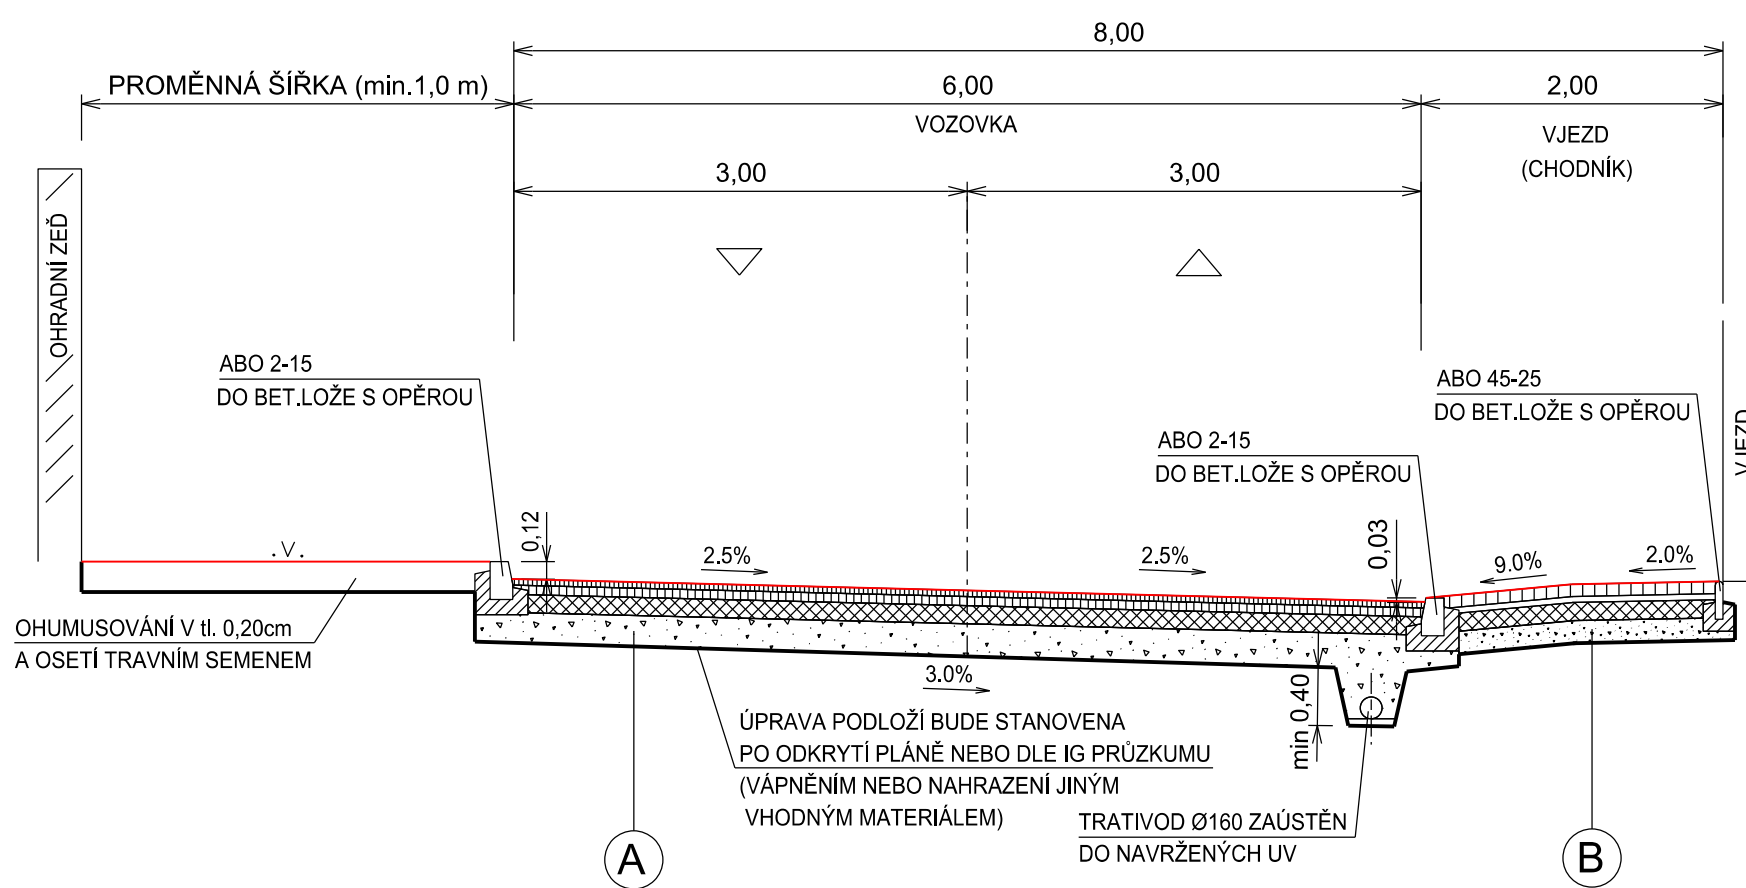 8,00
PROMĚNNÁ ŠÍŘKA (min.1,0 m)
6,00
2,00
VOZOVKA
VJEZD
(CHODNÍK)
3,00
3,00
OHRADNÍ ZEĎ
ABO 2-15
DO BET.LOŽE S OPĚROU
ABO 45-25
DO BET.LOŽE S OPĚROU
ABO 2-15
DO BET.LOŽE S OPĚROU
VJEZD
0,12
0,03
.V.
2.5%
2.5%
9.0%
2.0%
OHUMUSOVÁNÍ V tl. 0,20cm
A OSETÍ TRAVNÍM SEMENEM
3.0%
min 0,40
ÚPRAVA PODLOŽÍ BUDE STANOVENA
PO ODKRYTÍ PLÁNĚ NEBO DLE IG PRŮZKUMU
(VÁPNĚNÍM NEBO NAHRAZENÍ JINÝM
VHODNÝM MATERIÁLEM)
TRATIVOD Ø160 ZAÚSTĚN
DO NAVRŽENÝCH UV
A
B